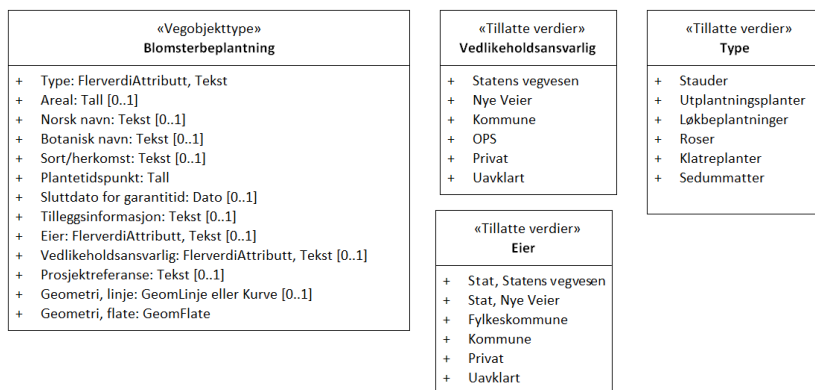 «Vegobjekttype»
Blomsterbeplantning
+ Type: FlerverdiAttributt, Tekst
+ Areal: Tall [0..1]
+ Norsk navn: Tekst [0..1]
+ Botanisk navn: Tekst [0..1]
+ Sort/herkomst: Tekst [0..1]
+ Plantetidspunkt: Tall
+ Sluttdato for garantitid: Dato [0..1]
+ Tilleggsinformasjon: Tekst [0..1]
+ Eier: FlerverdiAttributt, Tekst [0..1]
+ Vedlikeholdsansvarlig: FlerverdiAttributt, Tekst [0..1]
+ Prosjektreferanse: Tekst [0..1]
+ Geometri, linje: GeomLinje eller Kurve [0..1]
+ Geometri, flate: GeomFlate
«Tillatte verdier»
Vedlikeholdsansvarlig
+ Statens vegvesen
+ Nye Veier
+ Kommune
+ OPS
+ Privat
+ Uavklart
«Tillatte verdier»
Type
+ Stauder
+ Utplantningsplanter
+ Løkbeplantninger
+ Roser
+ Klatreplanter
+ Sedummatter
«Tillatte verdier»
Eier
+ Stat, Statens vegvesen
+ Stat, Nye Veier
+ Fylkeskommune
+ Kommune
+ Privat
+ Uavklart